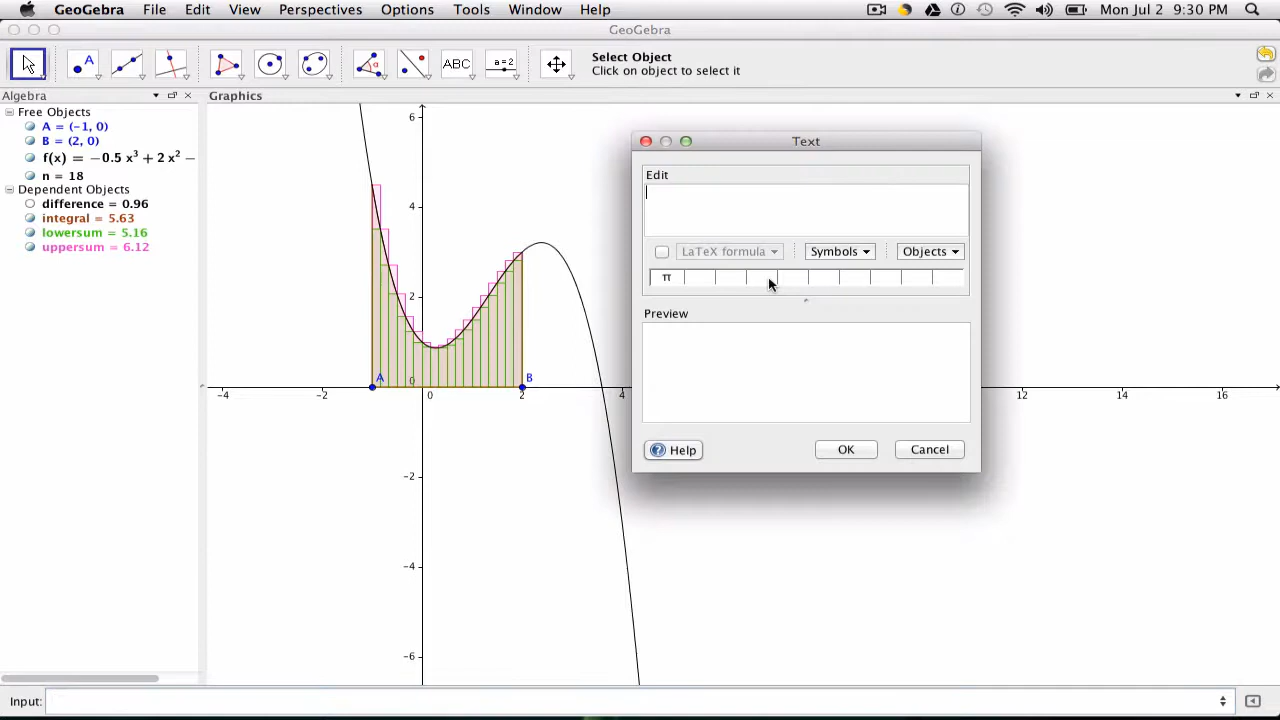 GeoGebra File Edit View Perspectives Options Tools Window Help Mon Jul 2 9:30 PM
GeoGebra
A α ABC a=2 Select Object
Click on object to select it
Algebra Graphics
Free Objects
A = (−1, 0)
B = (2, 0)
f(x) = −0.5 x³ + 2 x² −
n = 18
Dependent Objects
difference = 0.96
integral = 5.63
lowersum = 5.16
uppersum = 6.12
6
4
2
0
−2
−4
−6
−4 −2 0 2 4 12 14 16
A B
Text
Edit
LaTeX formula Symbols Objects
π
Preview
? Help OK Cancel
Input: